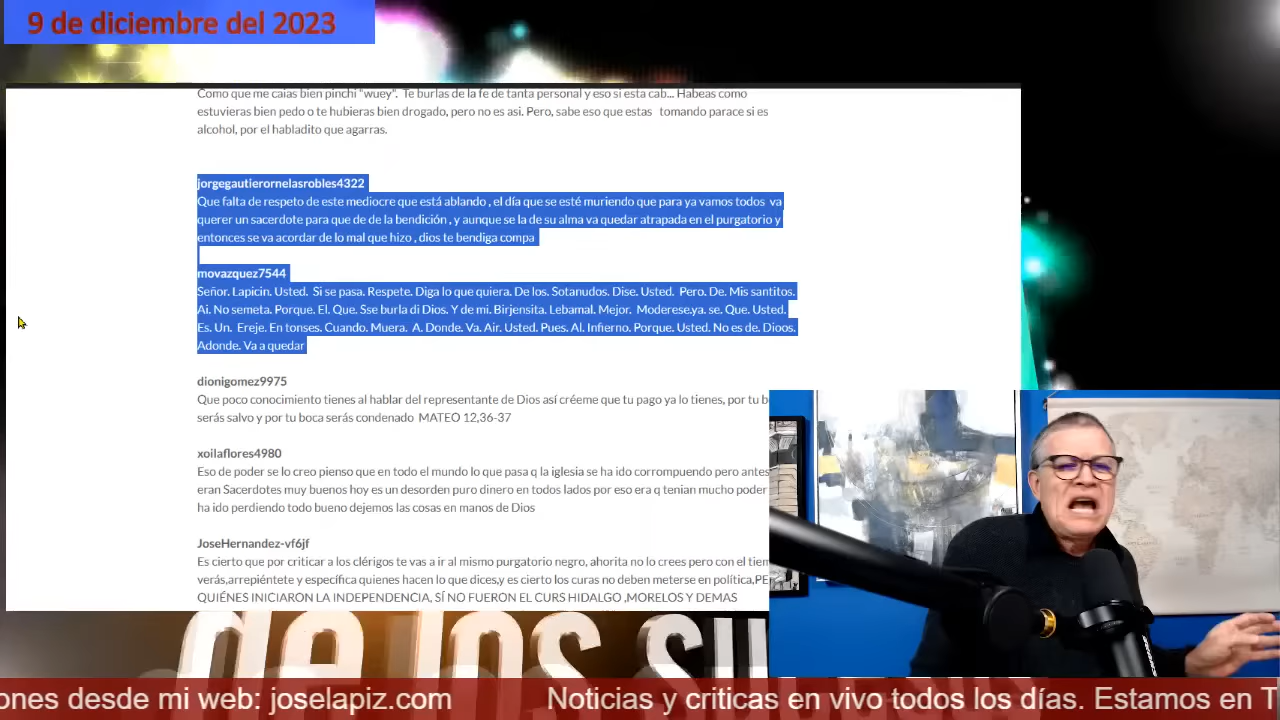 9 de diciembre del 2023
Como que me caias bien pinchi "wuey". Te burlas de la fe de tanta personal y eso si esta cab... Habeas como
estuvieras bien pedo o te hubieras bien drogado, pero no es asi. Pero, sabe eso que estas tomando parace si es
alcohol, por el habladito que agarras.
jorgegautierornelasrobles4322
Que falta de respeto de este mediocre que está ablando , el día que se esté muriendo que para ya vamos todos va
querer un sacerdote para que de de la bendición , y aunque se la de su alma va quedar atrapada en el purgatorio y
entonces se va acordar de lo mal que hizo , dios te bendiga compa
movazquez7544
Señor. Lapicin. Usted. Si se pasa. Respete. Diga lo que quiera. De los. Sotanudos. Dise. Usted. Pero. De. Mis santitos.
Ai. No semeta. Porque. El. Que. Sse burla di Dios. Y de mi. Birjensita. Lebamal. Mejor. Moderese.ya. se. Que. Usted.
Es. Un. Ereje. En tonses. Cuando. Muera. A. Donde. Va. Air. Usted. Pues. Al. Infierno. Porque. Usted. No es de. Dioos.
Adonde. Va a quedar
dionigomez9975
Que poco conocimiento tienes al hablar del representante de Dios así créeme que tu pago ya lo tienes, por tu b
serás salvo y por tu boca serás condenado MATEO 12,36-37
xoilaflores4980
Eso de poder se lo creo pienso que en todo el mundo lo que pasa q la iglesia se ha ido corrompuendo pero antes
eran Sacerdotes muy buenos hoy es un desorden puro dinero en todos lados por eso era q tenian mucho poder
ha ido perdiendo todo bueno dejemos las cosas en manos de Dios
JoseHernandez-vf6jf
Es cierto que por criticar a los clérigos te vas a ir al mismo purgatorio negro, ahorita no lo crees pero con el tiem
verás,arrepiéntete y específica quienes hacen lo que dices,y es cierto los curas no deben meterse en política,PE
QUIÉNES INICIARON LA INDEPENDENCIA, SÍ NO FUERON EL CURS HIDALGO ,MORELOS Y DEMAS
de los su
ones desde mi web: joselapiz.com Noticias y criticas en vivo todos los días. Estamos en T